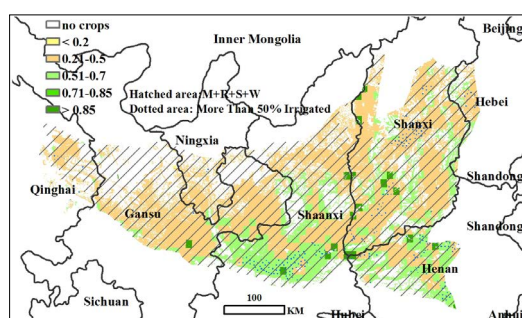 no crops
< 0.2
0.21-0.5
0.51-0.7
0.71-0.85
> 0.85
Inner Mongolia
Beijing
Hatched area:M+R+S+W
Dotted area: More Than 50% Irrigated
Hebei
Shanxi
Ningxia
Qinghai
Shandong
Gansu
Shaanxi
Shandong
Henan
Sichuan
100
KM
Hubei
Anhui